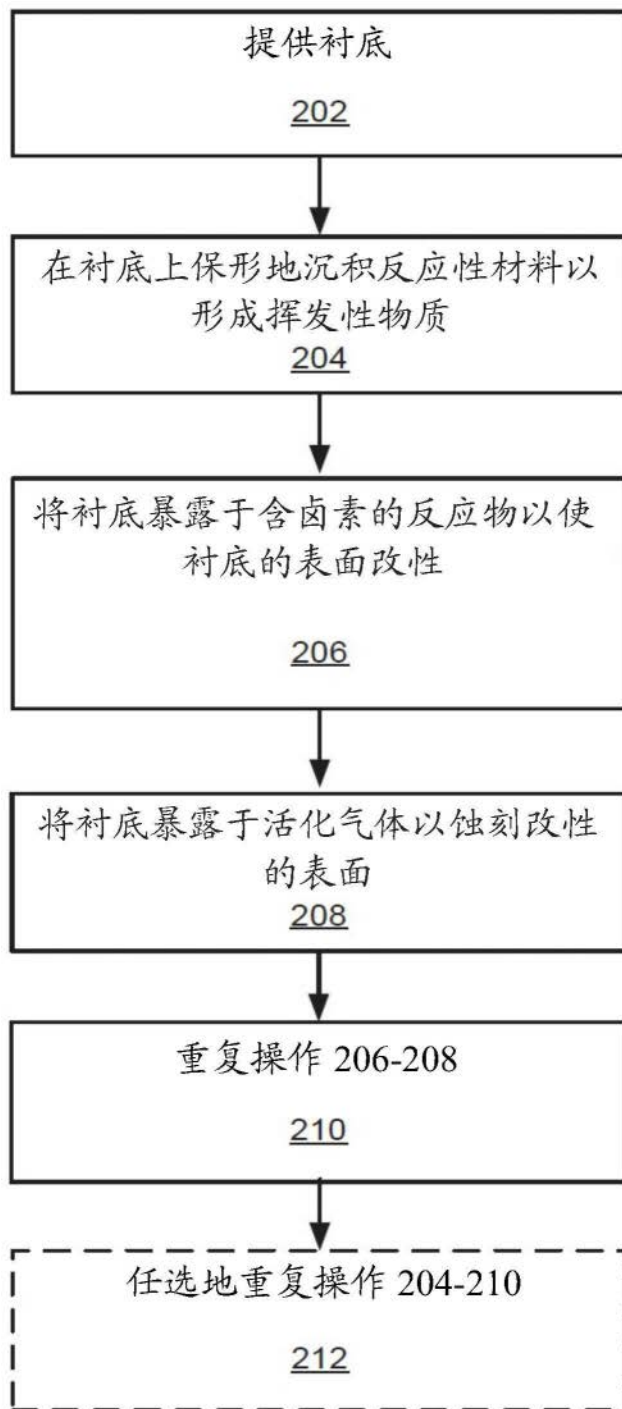 提供衬底
202
在衬底上保形地沉积反应性材料以
形成挥发性物质
204
将衬底暴露于含卤素的反应物以使
衬底的表面改性
206
将衬底暴露于活化气体以蚀刻改性
的表面
208
重复操作 206-208
210
任选地重复操作 204-210
212